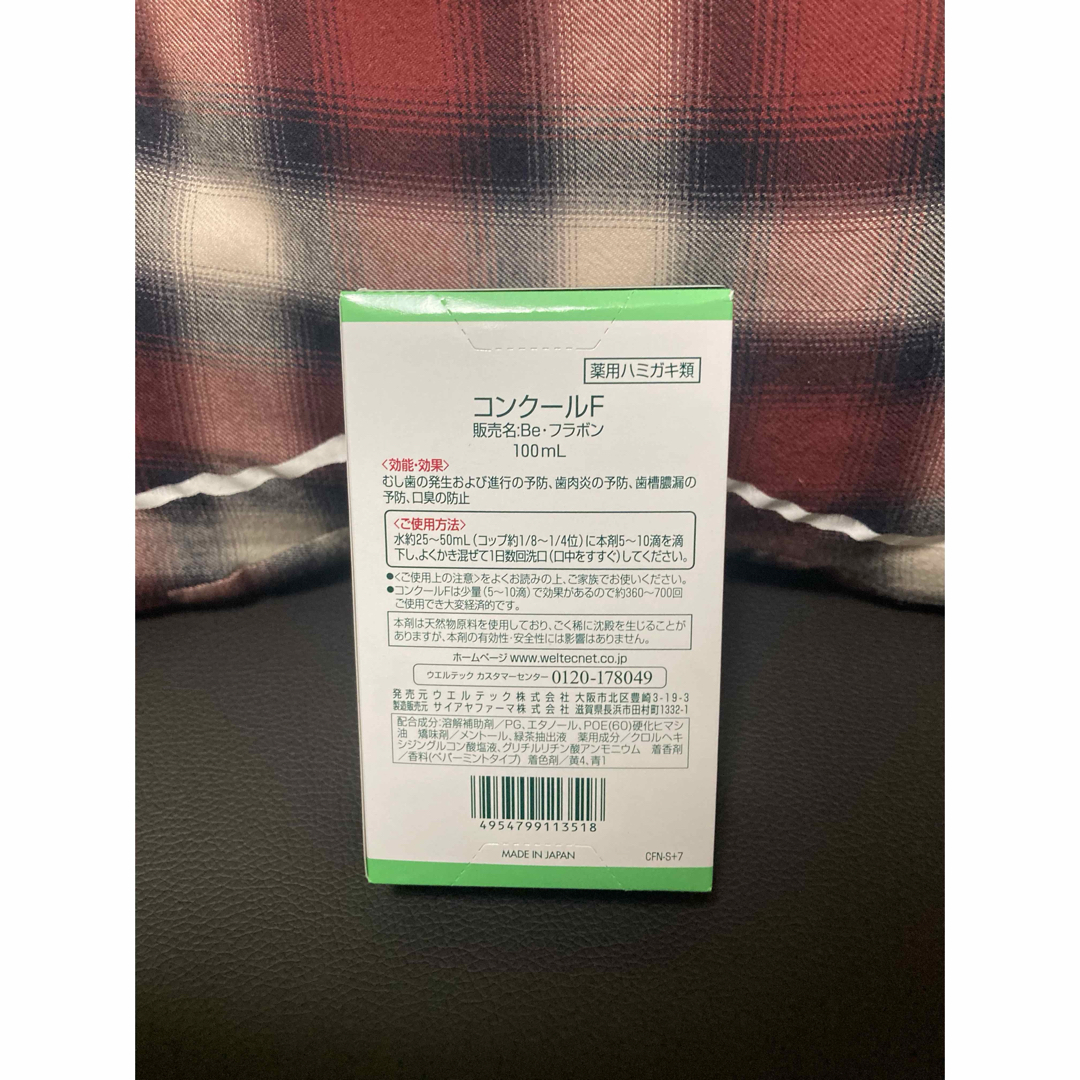 薬用ハミガキ類
コンクールF
販売名:Be・フラボン
100mL
〈効能・効果〉
むし歯の発生および進行の予防、歯肉炎の予防、歯槽膿漏の
予防、口臭の防止
〈ご使用方法〉
水約25〜50mL(コップ約1/8〜1/4位)に本剤5〜10滴を滴
下し、よくかき混ぜて1日数回洗口(口中をすすぐ)してください。
●〈ご使用上の注意〉をよくお読みの上、ご家族でお使いください。
●コンクールFは少量(5〜10滴)で効果があるので約360〜700回
ご使用でき大変経済的です。
本剤は天然物原料を使用しており、ごく稀に沈殿を生じることが
ありますが、本剤の有効性・安全性には影響はありません。
ホームページ www.weltecnet.co.jp
ウエルテック カスタマーセンター 0120-178049
発売元 ウエルテック株式会社 大阪市北区豊崎3-19-3
製造販売元 サイアヤファーマ株式会社 滋賀県長浜市田村町1332-1
配合成分:溶解補助剤/PG、エタノール、POE(60)硬化ヒマシ
油 矯味剤/メントール、緑茶抽出液 薬用成分/クロルヘキ
シジングルコン酸塩液、グリチルリチン酸アンモニウム 着香剤
/香料(ペパーミントタイプ) 着色剤/黄4、青1
4954799113518
MADE IN JAPAN
CFN-S+7